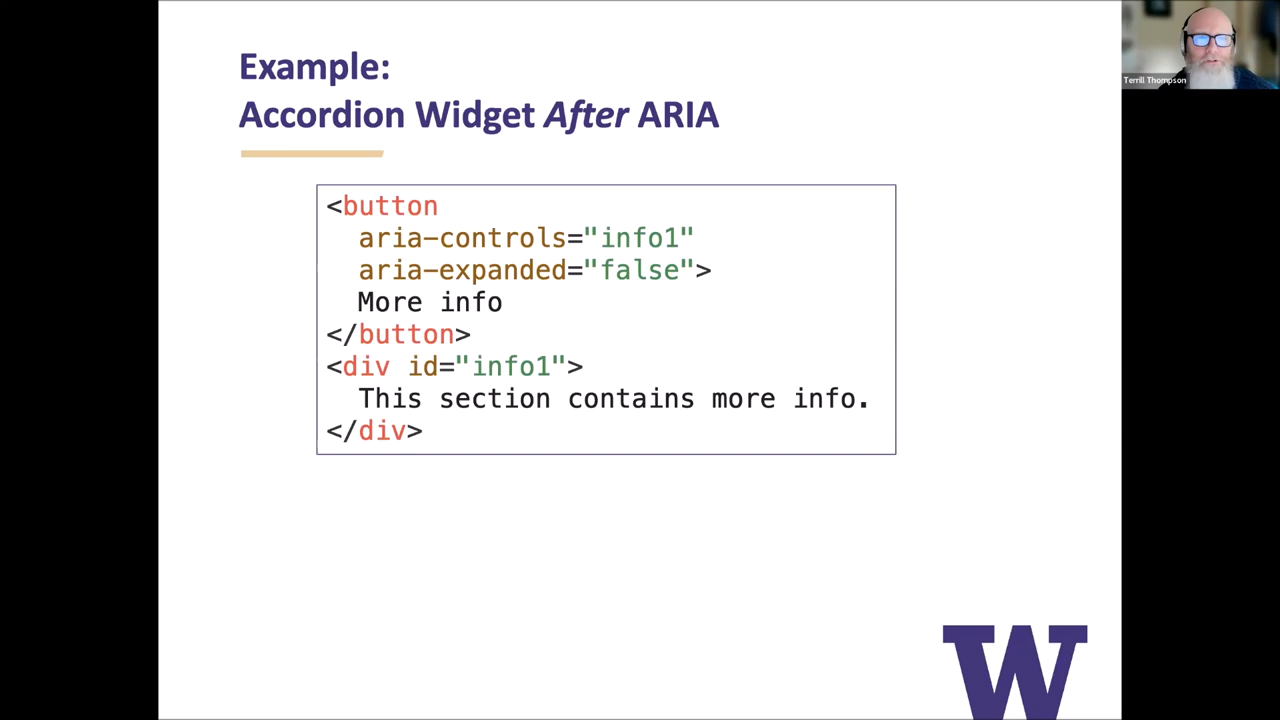 Example:
Accordion Widget After ARIA
<button
aria-controls="info1"
aria-expanded="false">
More info
</button>
<div id="info1">
This section contains more info.
</div>
Terrill Thompson
W